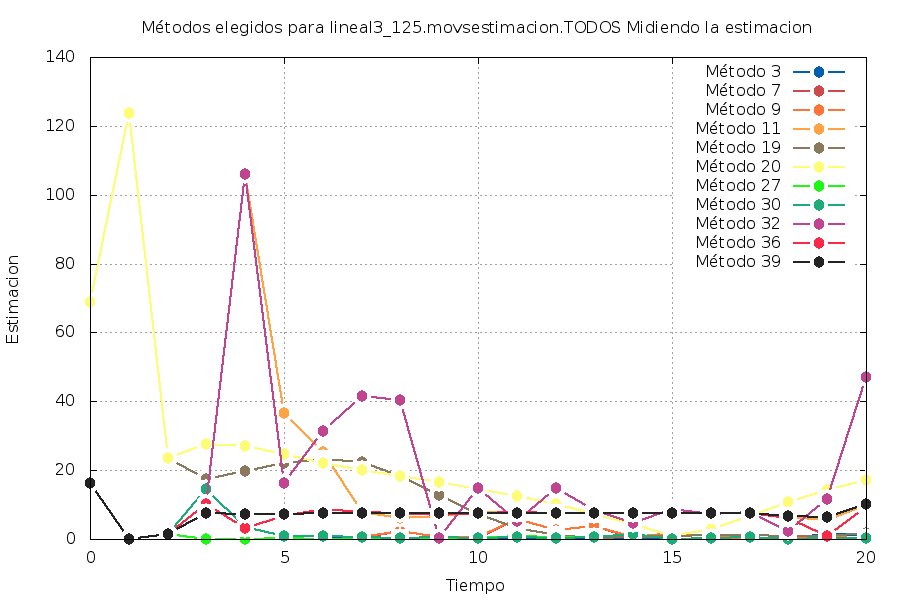 Métodos elegidos para lineal3_125.movsestimacion.TODOS Midiendo la estimacion
140
120
100
80
60
40
20
0
Estimacion
Método 3
Método 7
Método 9
Método 11
Método 19
Método 20
Método 27
Método 30
Método 32
Método 36
Método 39
0
5
10
15
20
Tiempo